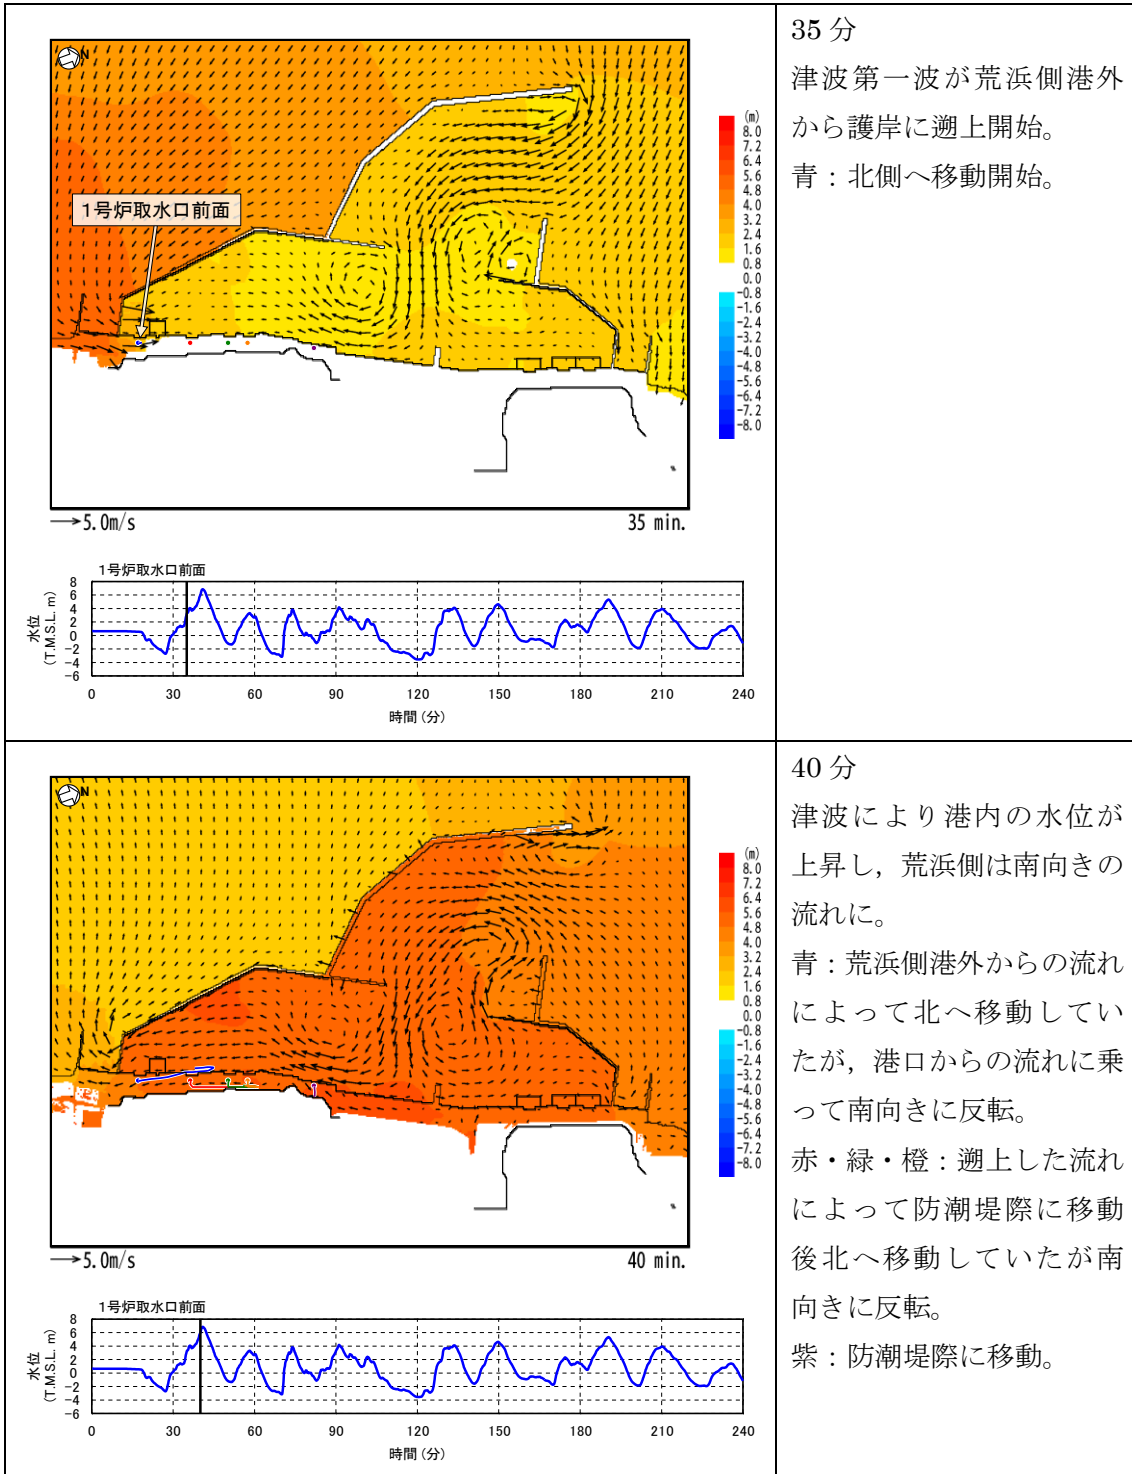 N
1号炉取水口前面
(m)
8.0
7.2
6.4
5.6
4.8
4.0
3.2
2.4
1.6
0.8
0.0
-0.8
-1.6
-2.4
-3.2
-4.0
-4.8
-5.6
-6.4
-7.2
-8.0
5.0m/s
35 min.
1号炉取水口前面
水位
(T.M.S.L. m)
8
6
4
2
0
-2
-4
-6
0 30 60 90 120 150 180 210 240
時間(分)
35 分
津波第一波が荒浜側港外
から護岸に遡上開始。
青：北側へ移動開始。
N
(m)
8.0
7.2
6.4
5.6
4.8
4.0
3.2
2.4
1.6
0.8
0.0
-0.8
-1.6
-2.4
-3.2
-4.0
-4.8
-5.6
-6.4
-7.2
-8.0
5.0m/s
40 min.
1号炉取水口前面
水位
(T.M.S.L. m)
8
6
4
2
0
-2
-4
-6
0 30 60 90 120 150 180 210 240
時間(分)
40 分
津波により港内の水位が
上昇し，荒浜側は南向きの
流れに。
青：荒浜側港外からの流れ
によって北へ移動してい
たが，港口からの流れに乗
って南向きに反転。
赤・緑・橙：遡上した流れ
によって防潮堤際に移動
後北へ移動していたが南
向きに反転。
紫：防潮堤際に移動。